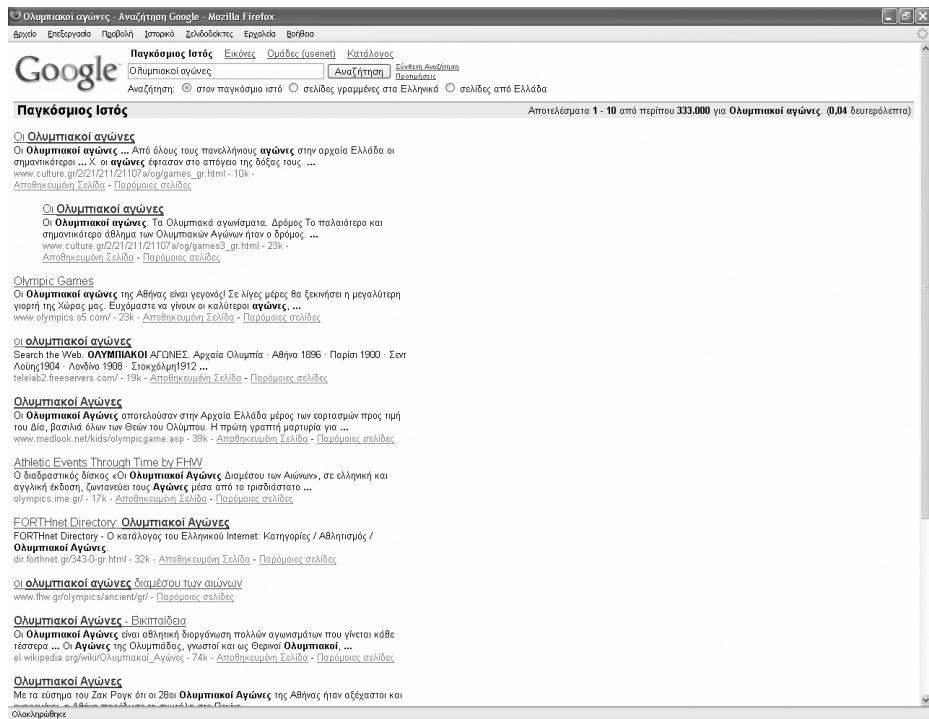 Ολυμπιακοί αγώνες - Αναζήτηση Google - Mozilla Firefox
Αρχείο Επεξεργασία Προβολή Ιστορικό Σελιδοδείκτες Εργαλεία Βοήθεια
Παγκόσμιος Ιστός Εικόνες Ομάδες (usenet) Κατάλογος
Google Ολυμπιακοί αγώνες Αναζήτηση Σύνθετη Αναζήτηση
Προτιμήσεις
Αναζήτηση: στον παγκόσμιο ιστό σελίδες γραμμένες στα Ελληνικά σελίδες από Ελλάδα
Παγκόσμιος Ιστός Αποτελέσματα 1 - 10 από περίπου 333.000 για Ολυμπιακοί αγώνες. (0,04 δευτερόλεπτα)
Οι Ολυμπιακοί αγώνες
Οι Ολυμπιακοί αγώνες ... Από όλους τους πανελλήνιους αγώνες στην αρχαία Ελλάδα οι
σημαντικότεροι ... Χ. οι αγώνες έφτασαν στο απόγειο της δόξας τους. ...
www.culture.gr/2/21/211/21107a/og/games_gr.html - 10k -
Αποθηκευμένη Σελίδα - Παρόμοιες σελίδες
Οι Ολυμπιακοί αγώνες
Οι Ολυμπιακοί αγώνες. Τα Ολυμπιακά αγωνίσματα. Δρόμος Το παλαιότερο και
σημαντικότερο άθλημα των Ολυμπιακών Αγώνων ήταν ο δρόμος. ...
www.culture.gr/2/21/211/21107a/og/games3_gr.html - 23k -
Αποθηκευμένη Σελίδα - Παρόμοιες σελίδες
Olympic Games
Οι Ολυμπιακοί αγώνες της Αθήνας είναι γεγονός! Σε λίγες μέρες θα ξεκινήσει η μεγαλύτερη
γιορτή της Χώρας μας. Ευχόμαστε να γίνουν οι καλύτεροι αγώνες, ...
www.olympics.s5.com/ - 23k - Αποθηκευμένη Σελίδα - Παρόμοιες σελίδες
οι ολυμπιακοί αγώνες
Search the Web. ΟΛΥΜΠΙΑΚΟΙ ΑΓΩΝΕΣ. Αρχαία Ολυμπία · Αθήνα 1896 · Παρίσι 1900 · Σεντ
Λούης1904 · Λονδίνο 1908 · Στοκχόλμη1912 ...
telelab2.freeservers.com/ - 19k - Αποθηκευμένη Σελίδα - Παρόμοιες σελίδες
Ολυμπιακοί Αγώνες
Οι Ολυμπιακοί Αγώνες αποτελούσαν στην Αρχαία Ελλάδα μέρος των εορτασμών προς τιμή
του Δία, βασιλιά όλων των Θεών του Ολύμπου. Η πρώτη γραπτή μαρτυρία για ...
www.medlook.net/kids/olympicgame.asp - 39k - Αποθηκευμένη Σελίδα - Παρόμοιες σελίδες
Athletic Events Through Time by FHW
Ο διαδραστικός δίσκος «Οι Ολυμπιακοί Αγώνες Διαμέσου των Αιώνων», σε ελληνική και
αγγλική έκδοση, ζωντανεύει τους Αγώνες μέσα από το τρισδιάστατο ...
olympics.ime.gr/ - 17k - Αποθηκευμένη Σελίδα - Παρόμοιες σελίδες
FORTHnet Directory: Ολυμπιακοί Αγώνες
FORTHnet Directory - Ο κατάλογος του Ελληνικού Internet: Κατηγορίες / Αθλητισμός /
Ολυμπιακοί Αγώνες.
dir.forthnet.gr/343-0-gr.html - 32k - Αποθηκευμένη Σελίδα - Παρόμοιες σελίδες
οι ολυμπιακοί αγώνες διαμέσου των αιώνων
www.fhw.gr/olympics/ancient/gr/ - Παρόμοιες σελίδες
Ολυμπιακοί Αγώνες - Βικιπαίδεια
Οι Ολυμπιακοί Αγώνες είναι αθλητική διοργάνωση πολλών αγωνισμάτων που γίνεται κάθε
τέσσερα ... Οι Αγώνες της Ολυμπιάδας, γνωστοί και ως Θερινοί Ολυμπιακοί, ...
el.wikipedia.org/wiki/Ολυμπιακοί_Αγώνες - 74k - Αποθηκευμένη Σελίδα - Παρόμοιες σελίδες
Ολυμπιακοί Αγώνες
Με τα εύσημα του Ζακ Ρογκ ότι οι 28οι Ολυμπιακοί Αγώνες της Αθήνας ήταν αξέχαστοι και
Ολοκληρώθηκε